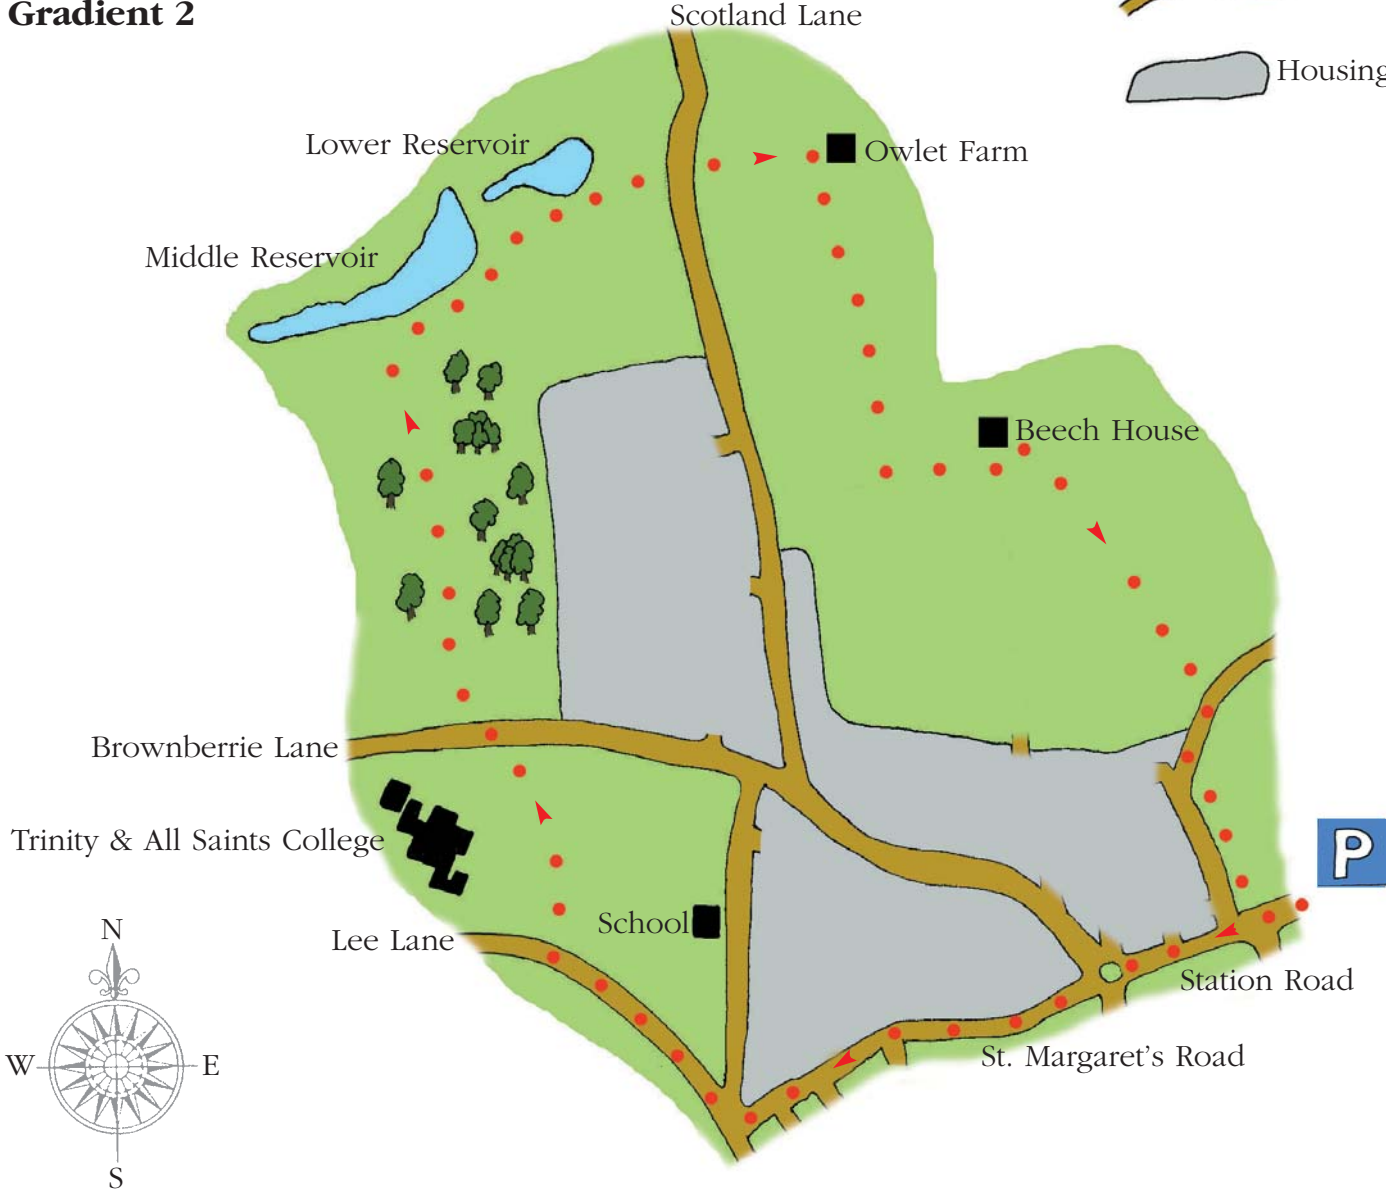 Gradient 2
Scotland Lane
Housing
Lower Reservoir
Owlet Farm
Middle Reservoir
Beech House
Brownberrie Lane
Trinity & All Saints College
P
School
Lee Lane
N
Station Road
W
E
St. Margaret's Road
S